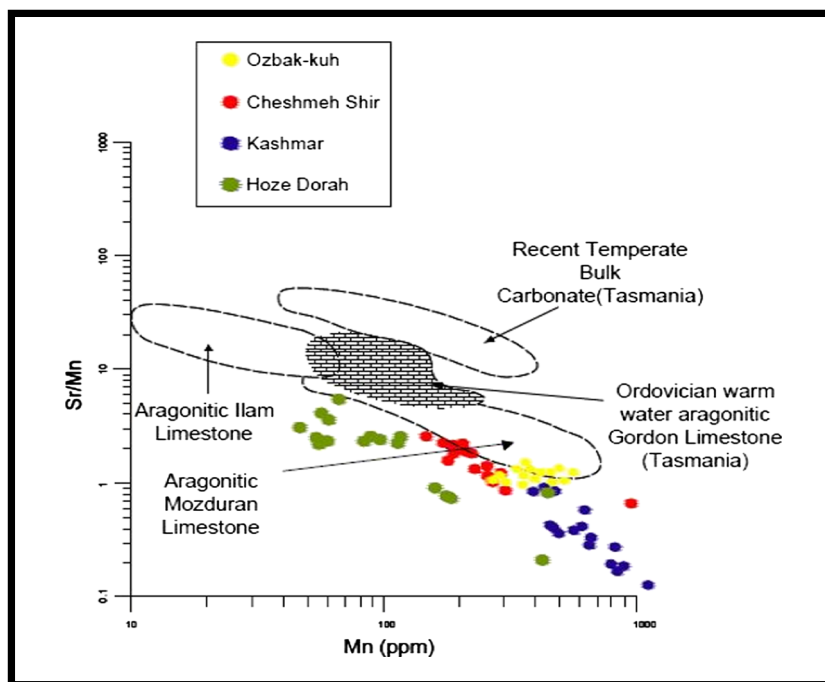 Ozbak-kuh
Cheshmeh Shir
Kashmar
Hoze Dorah
1000
100
10
1
0.1
Sr/Mn
Recent Temperate
Bulk
Carbonate(Tasmania)
Aragonitic Ilam
Limestone
Ordovician warm
water aragonitic
Gordon Limestone
(Tasmania)
Aragonitic
Mozduran
Limestone
10
100
1000
Mn (ppm)